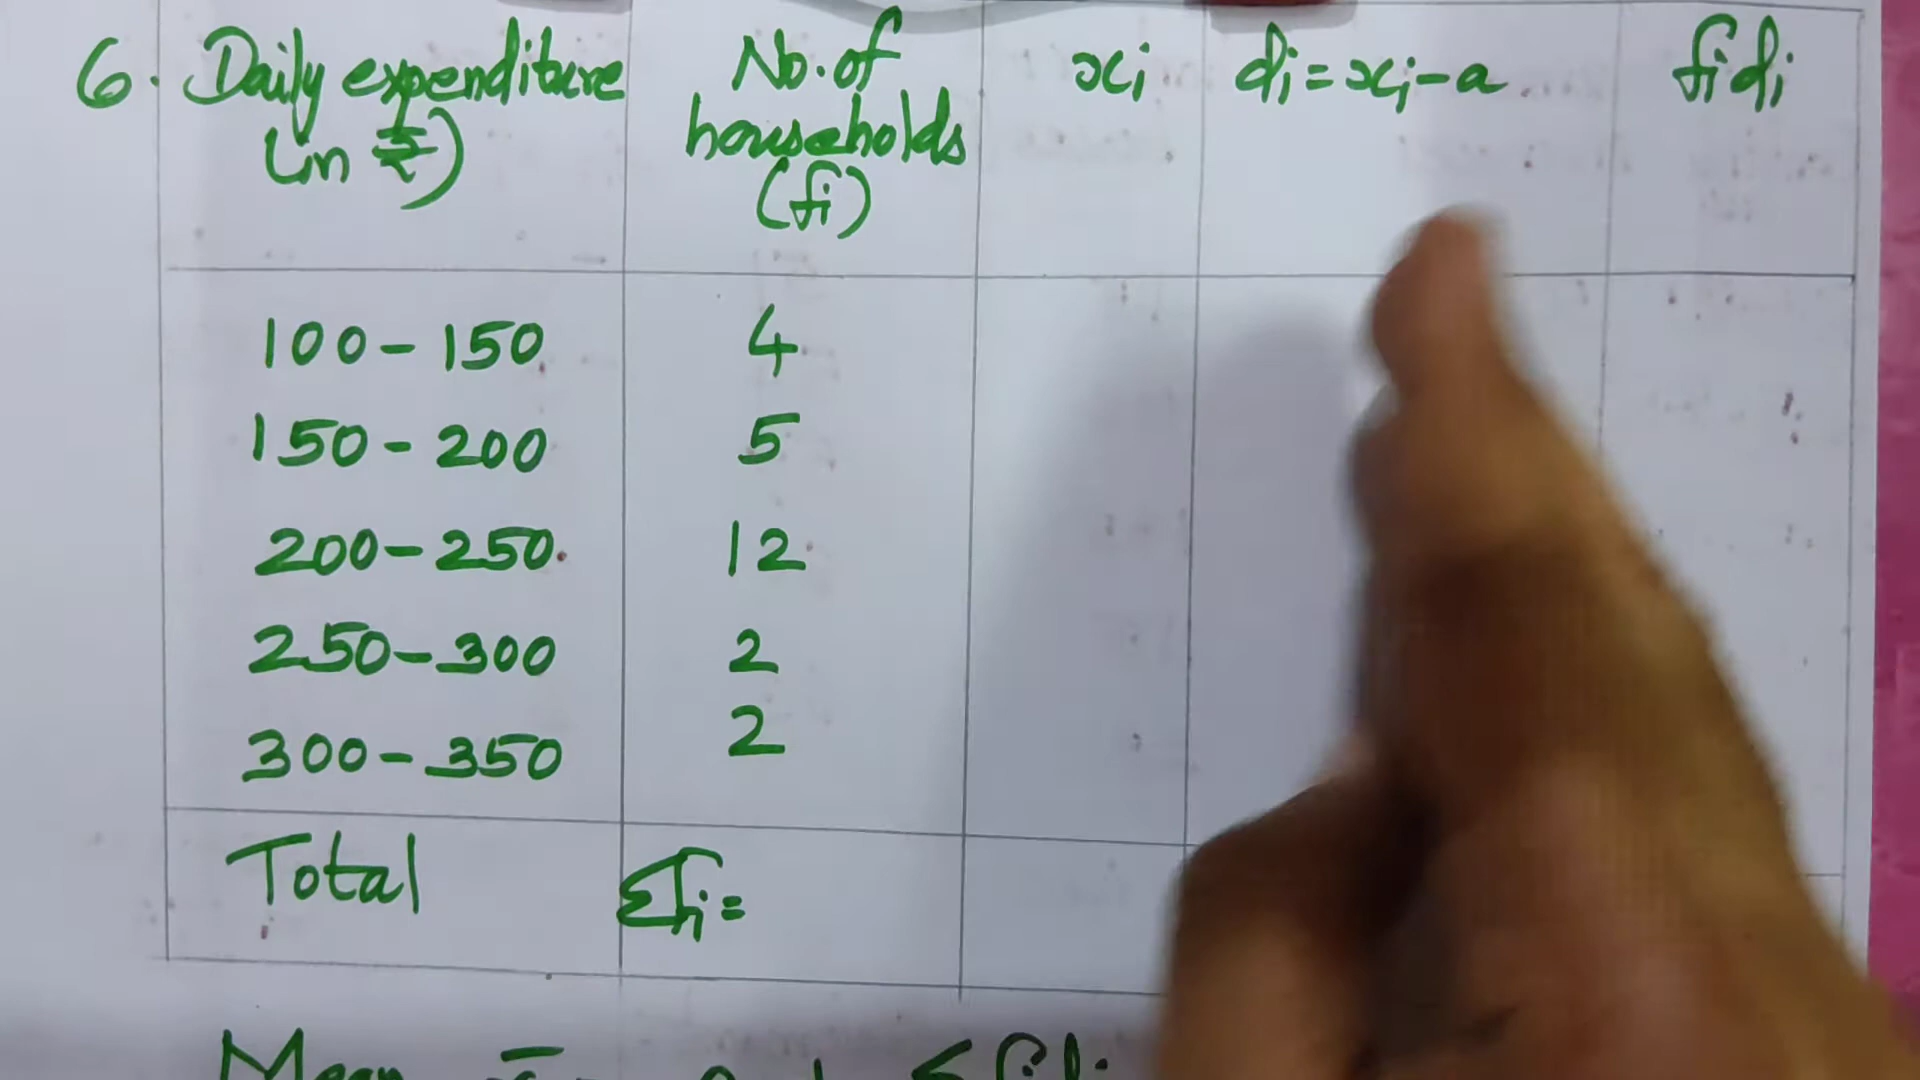 6. Daily expenditure (in ₹) No. of households (fi) xi di = xi - a fidi
100 - 150 4
150 - 200 5
200 - 250 12
250 - 300 2
300 - 350 2
Total Σfi =
Mean